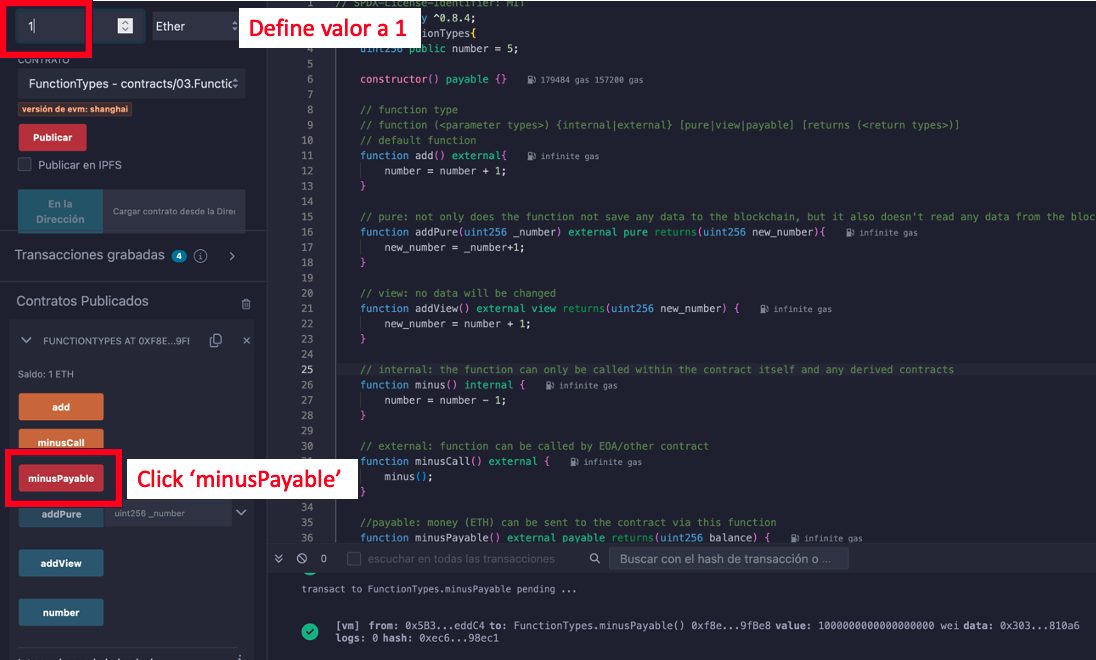 1
Ether
Define valor a 1
CONTRATO
FunctionTypes - contracts/03.Functic
versión de evm: shanghai
Publicar
Publicar en IPFS
En la
Dirección
Cargar contrato desde la Direc
Transacciones grabadas 4
Contratos Publicados
FUNCTIONTYPES AT 0XF8E...9FI
Saldo: 1 ETH
add
minusCall
minusPayable
Click ‘minusPayable’
addPure
uint256 _number
addView
number
1 // SPDX-License-Identifier: MIT
^0.8.4;
ionTypes{
4 uint256 public number = 5;
5
6 constructor() payable {} 179484 gas 157200 gas
7
8 // function type
9 // function (<parameter types>) {internal|external} [pure|view|payable] [returns (<return types>)]
10 // default function
11 function add() external{ infinite gas
12 number = number + 1;
13 }
14
15 // pure: not only does the function not save any data to the blockchain, but it also doesn't read any data from the bloc
16 function addPure(uint256 _number) external pure returns(uint256 new_number){ infinite gas
17 new_number = _number+1;
18 }
19
20 // view: no data will be changed
21 function addView() external view returns(uint256 new_number) { infinite gas
22 new_number = number + 1;
23 }
24
25 // internal: the function can only be called within the contract itself and any derived contracts
26 function minus() internal { infinite gas
27 number = number - 1;
28 }
29
30 // external: function can be called by EOA/other contract
function minusCall() external { infinite gas
minus();
}
34
35 //payable: money (ETH) can be sent to the contract via this function
36 function minusPayable() external payable returns(uint256 balance) { infinite gas
0 escuchar en todas las transacciones
Buscar con el hash de transacción o ...
transact to FunctionTypes.minusPayable pending ...
[vm] from: 0x5B3...eddC4 to: FunctionTypes.minusPayable() 0xf8e...9fBe8 value: 1000000000000000000 wei data: 0x303...810a6
logs: 0 hash: 0xec6...98ec1